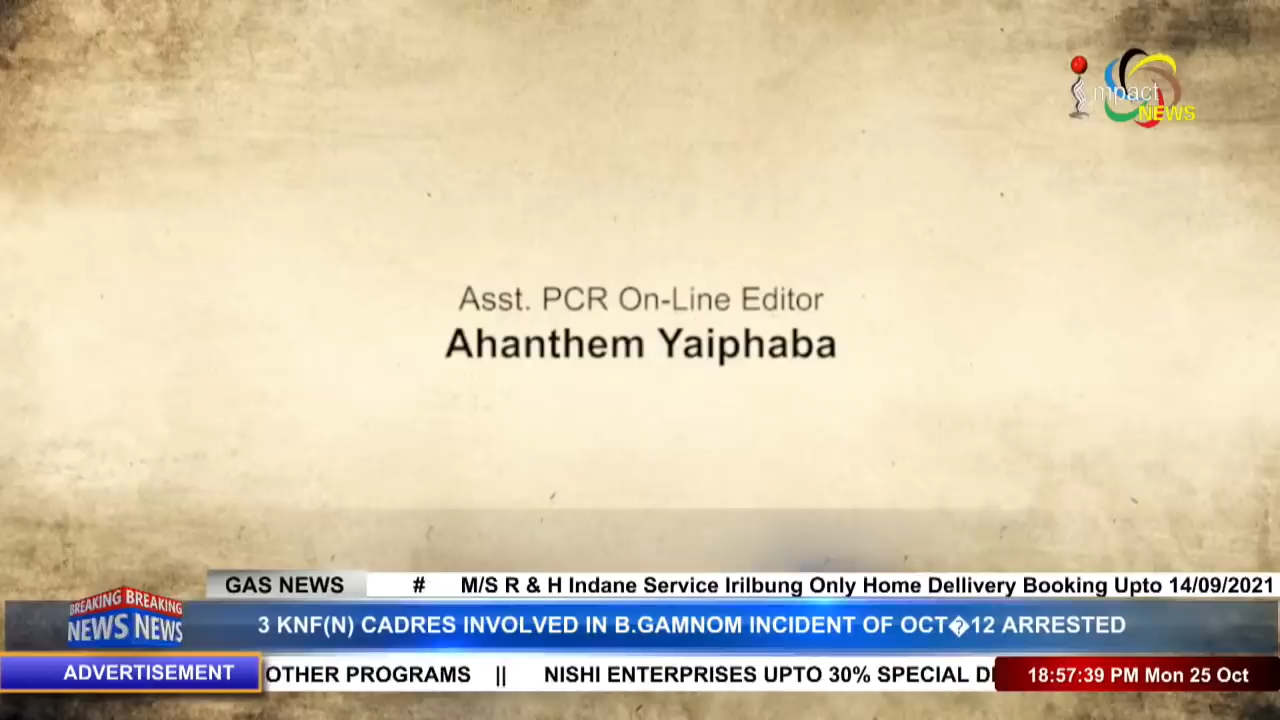 impact
NEWS
Asst. PCR On-Line Editor
Ahanthem Yaiphaba
GAS NEWS # M/S R & H Indane Service Irilbung Only Home Dellivery Booking Upto 14/09/2021
BREAKING BREAKING
NEWS NEWS
3 KNF(N) CADRES INVOLVED IN B.GAMNOM INCIDENT OF OCT�12 ARRESTED
ADVERTISEMENT OTHER PROGRAMS || NISHI ENTERPRISES UPTO 30% SPECIAL 18:57:39 PM Mon 25 Oct